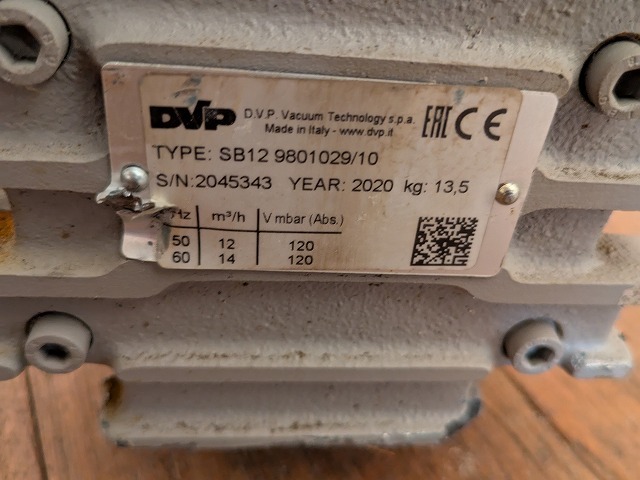 DVP D.V.P. Vacuum Technology s.p.a.
Made in Italy - www.dvp.it
EAC CE
TYPE: SB12 9801029/10
S/N:2045343 YEAR: 2020 kg: 13,5
Hz m³/h V mbar (Abs.)
50 12 120
60 14 120